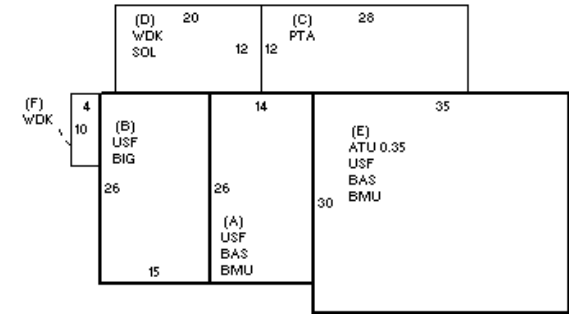 (D) 20 (C) 28
WDK PTA
SOL 12 12
(F) 4 14 35
WDK 10 (B) (E)
USF ATU 0.35
BIG USF
BAS
26 26 30 BMU
(A)
USF
BAS
15 BMU